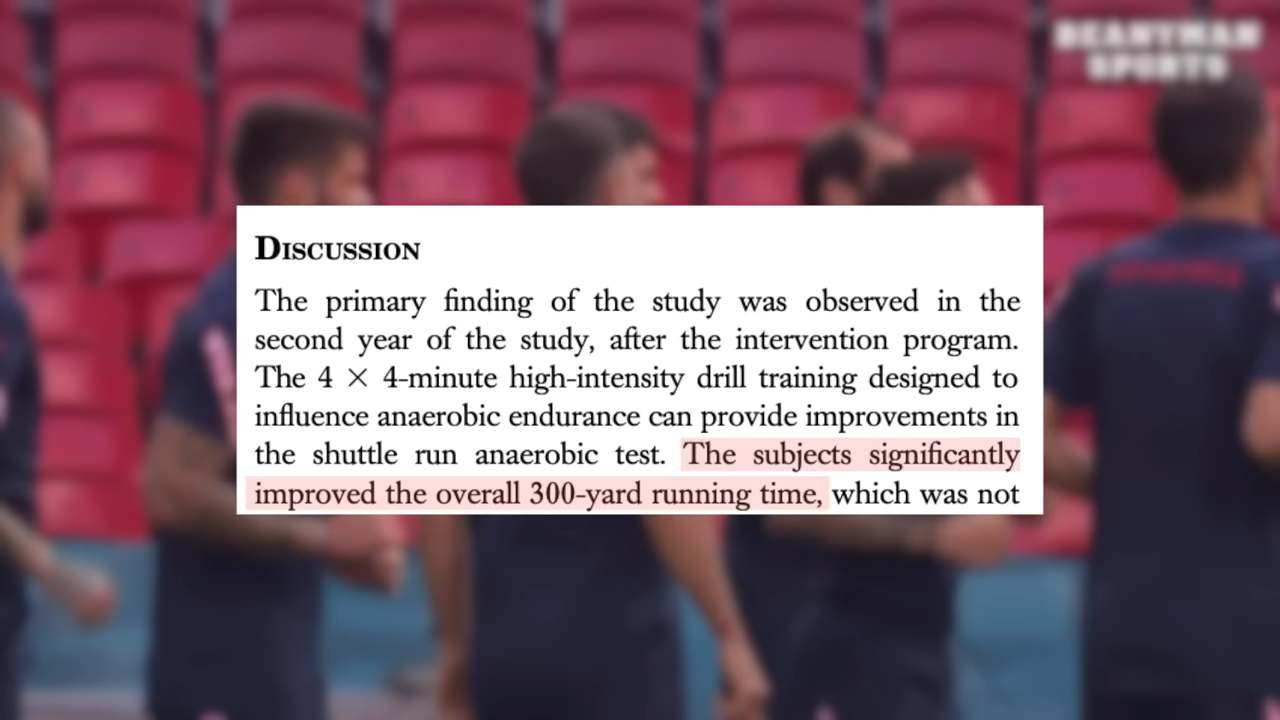 BEANYMAN
SPORTS
DISCUSSION
The primary finding of the study was observed in the
second year of the study, after the intervention program.
The 4 × 4-minute high-intensity drill training designed to
influence anaerobic endurance can provide improvements in
the shuttle run anaerobic test. The subjects significantly
improved the overall 300-yard running time, which was not